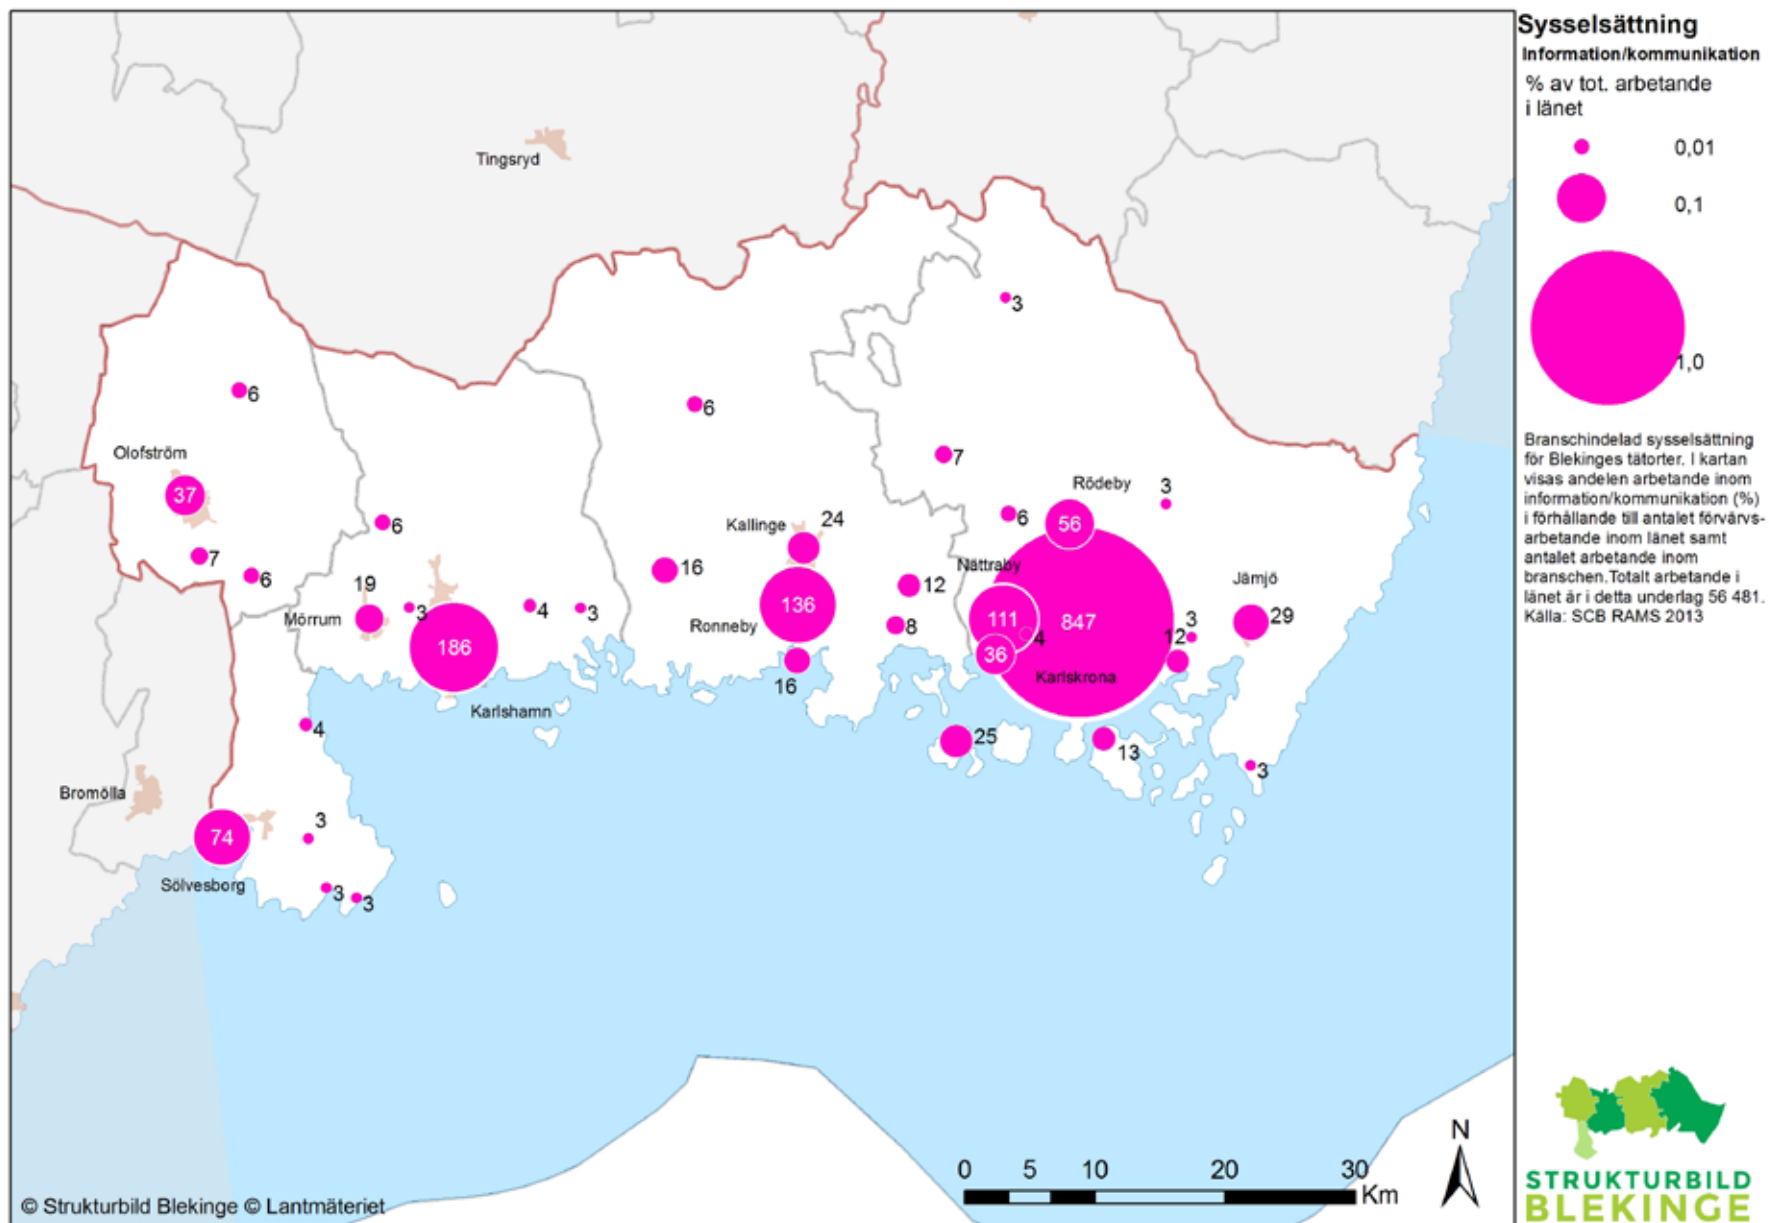 Sysselsättning
Information/kommunikation
% av tot. arbetande
i länet
0,01
0,1
1,0
Branschindelad sysselsättning
för Blekinges tätorter. I kartan
visas andelen arbetande inom
information/kommunikation (%)
i förhållande till antalet förvärvs-
arbetande inom länet samt
antalet arbetande inom
branschen. Totalt arbetande i
länet är i detta underlag 56 481.
Källa: SCB RAMS 2013
Tingsryd
3
6
6
Olofström
7
Rödeby
3
37
Kallinge
24
6
56
6
7
6
16
Nättraby
12
Jämjö
19
Mörrum
3
4
3
136
Ronneby
8
111
4
847
3
12
29
186
36
16
Karlskrona
Karlshamn
4
25
13
3
Bromölla
74
3
Sölvesborg
3
3
0
5
10
20
30
Km
N
© Strukturbild Blekinge © Lantmäteriet
STRUKTURBILD
BLEKINGE